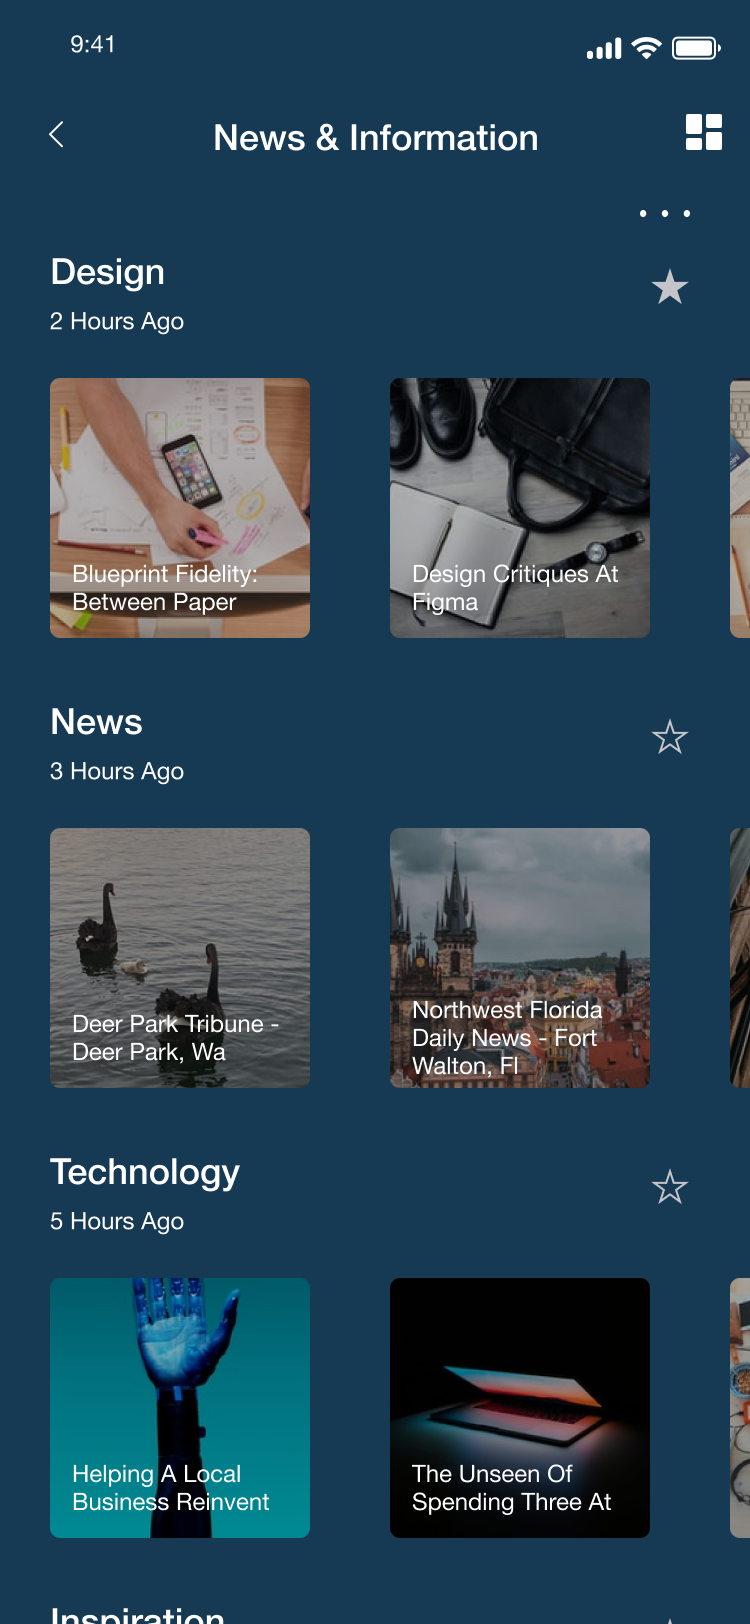 9:41
News & Information
Design
2 Hours Ago
Blueprint Fidelity:
Between Paper
Design Critiques At
Figma
News
3 Hours Ago
Deer Park Tribune -
Deer Park, Wa
Northwest Florida
Daily News - Fort
Walton, Fl
Technology
5 Hours Ago
Helping A Local
Business Reinvent
The Unseen Of
Spending Three At
Inspiration